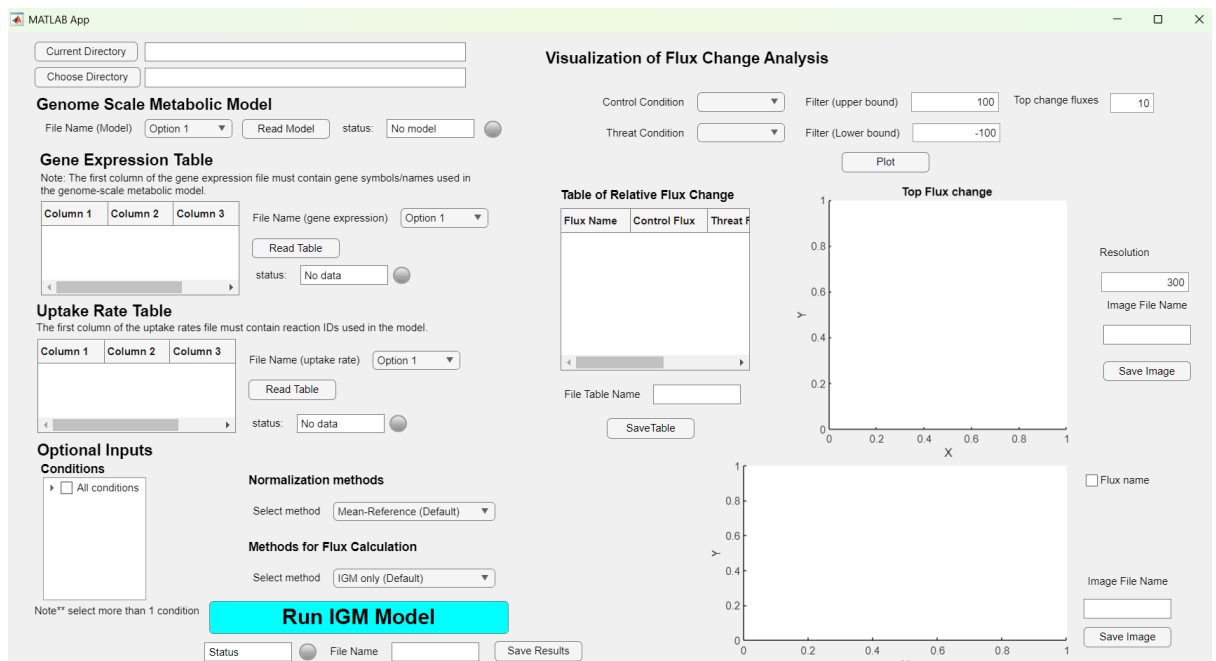 MATLAB App
Current Directory
Choose Directory
Genome Scale Metabolic Model
File Name (Model) Option 1 Read Model status: No model
Gene Expression Table
Note: The first column of the gene expression file must contain gene symbols/names used in
the genome-scale metabolic model.
Column 1 Column 2 Column 3
File Name (gene expression) Option 1
Read Table
status: No data
Uptake Rate Table
The first column of the uptake rates file must contain reaction IDs used in the model.
Column 1 Column 2 Column 3
File Name (uptake rate) Option 1
Read Table
status: No data
Optional Inputs
Conditions
All conditions
Note** select more than 1 condition
Normalization methods
Select method Mean-Reference (Default)
Methods for Flux Calculation
Select method IGM only (Default)
Run IGM Model
Status File Name Save Results
Visualization of Flux Change Analysis
Control Condition Filter (upper bound) 100 Top change fluxes 10
Threat Condition Filter (Lower bound) -100
Plot
Table of Relative Flux Change
Flux Name Control Flux Threat F
File Table Name
SaveTable
Top Flux change
1
0.8
0.6
0.4
0.2
0
Y
0 0.2 0.4 0.6 0.8 1
X
Resolution
300
Image File Name
Save Image
1
0.8
0.6
0.4
0.2
0
Y
0 0.2 0.4 0.6 0.8 1
Flux name
Image File Name
Save Image